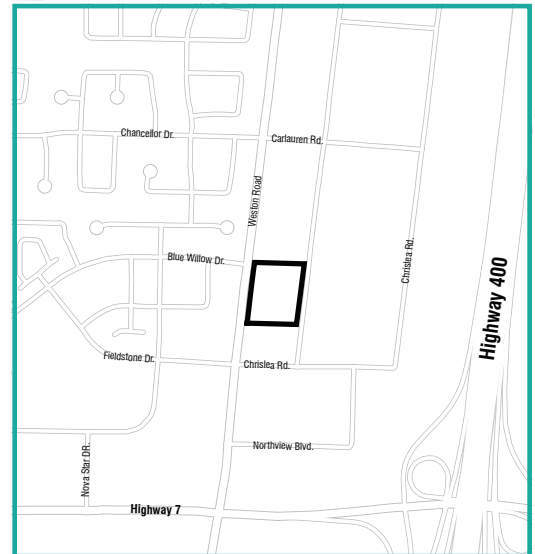 Chancellor Dr.
Carlauren Rd.
Weston Road
Blue Willow Dr.
Chrislea Rd.
Highway 400
Fieldstone Dr.
Chrislea Rd.
Northview Blvd.
Nova Star DR.
Highway 7